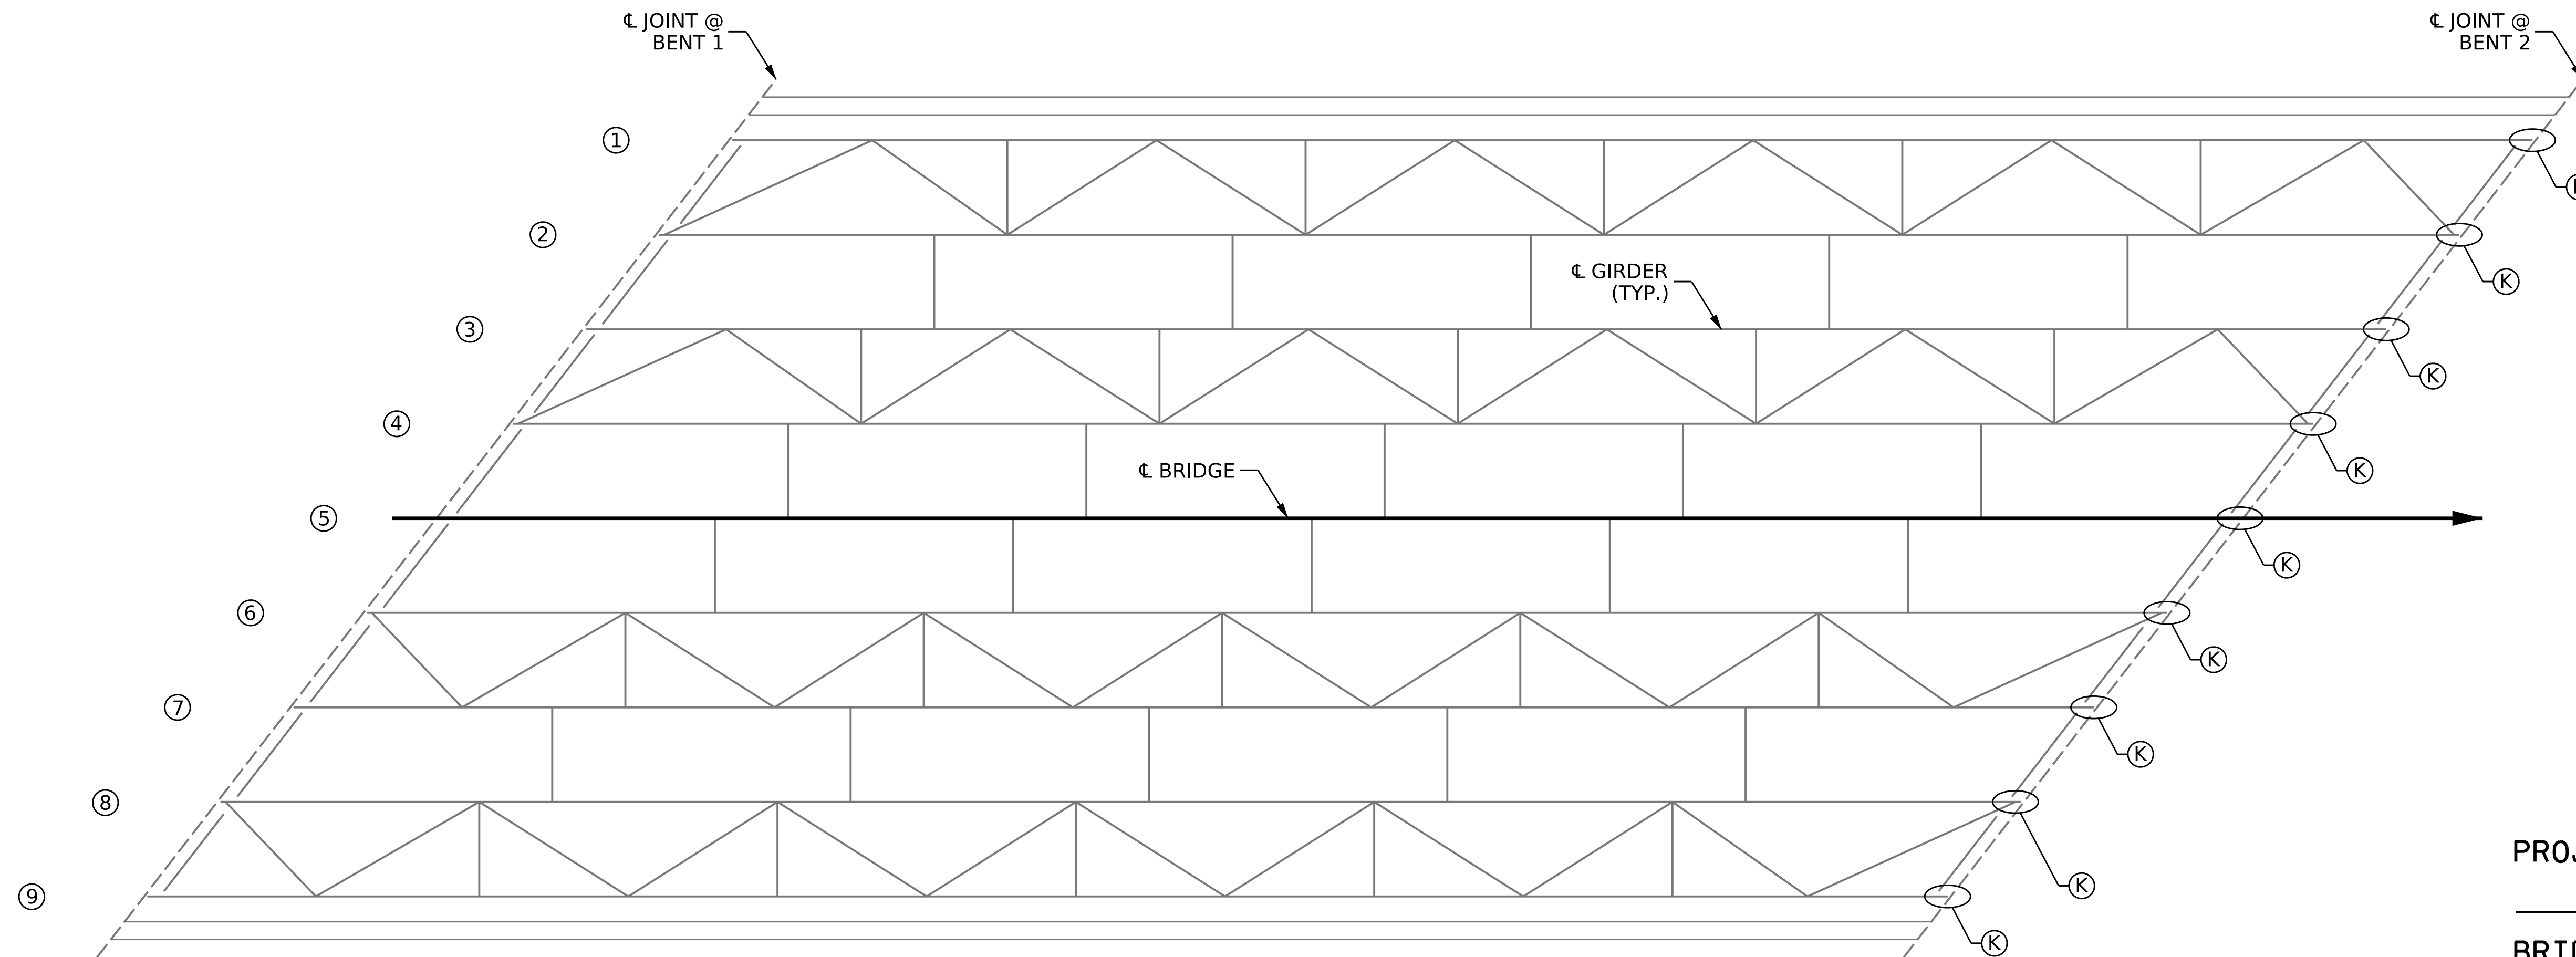 ℄ JOINT @
BENT 1
℄ JOINT @
BENT 2
1
2
K
℄ GIRDER
(TYP.)
3
K
4
K
℄ BRIDGE
5
K
6
K
7
K
8
K
9
K